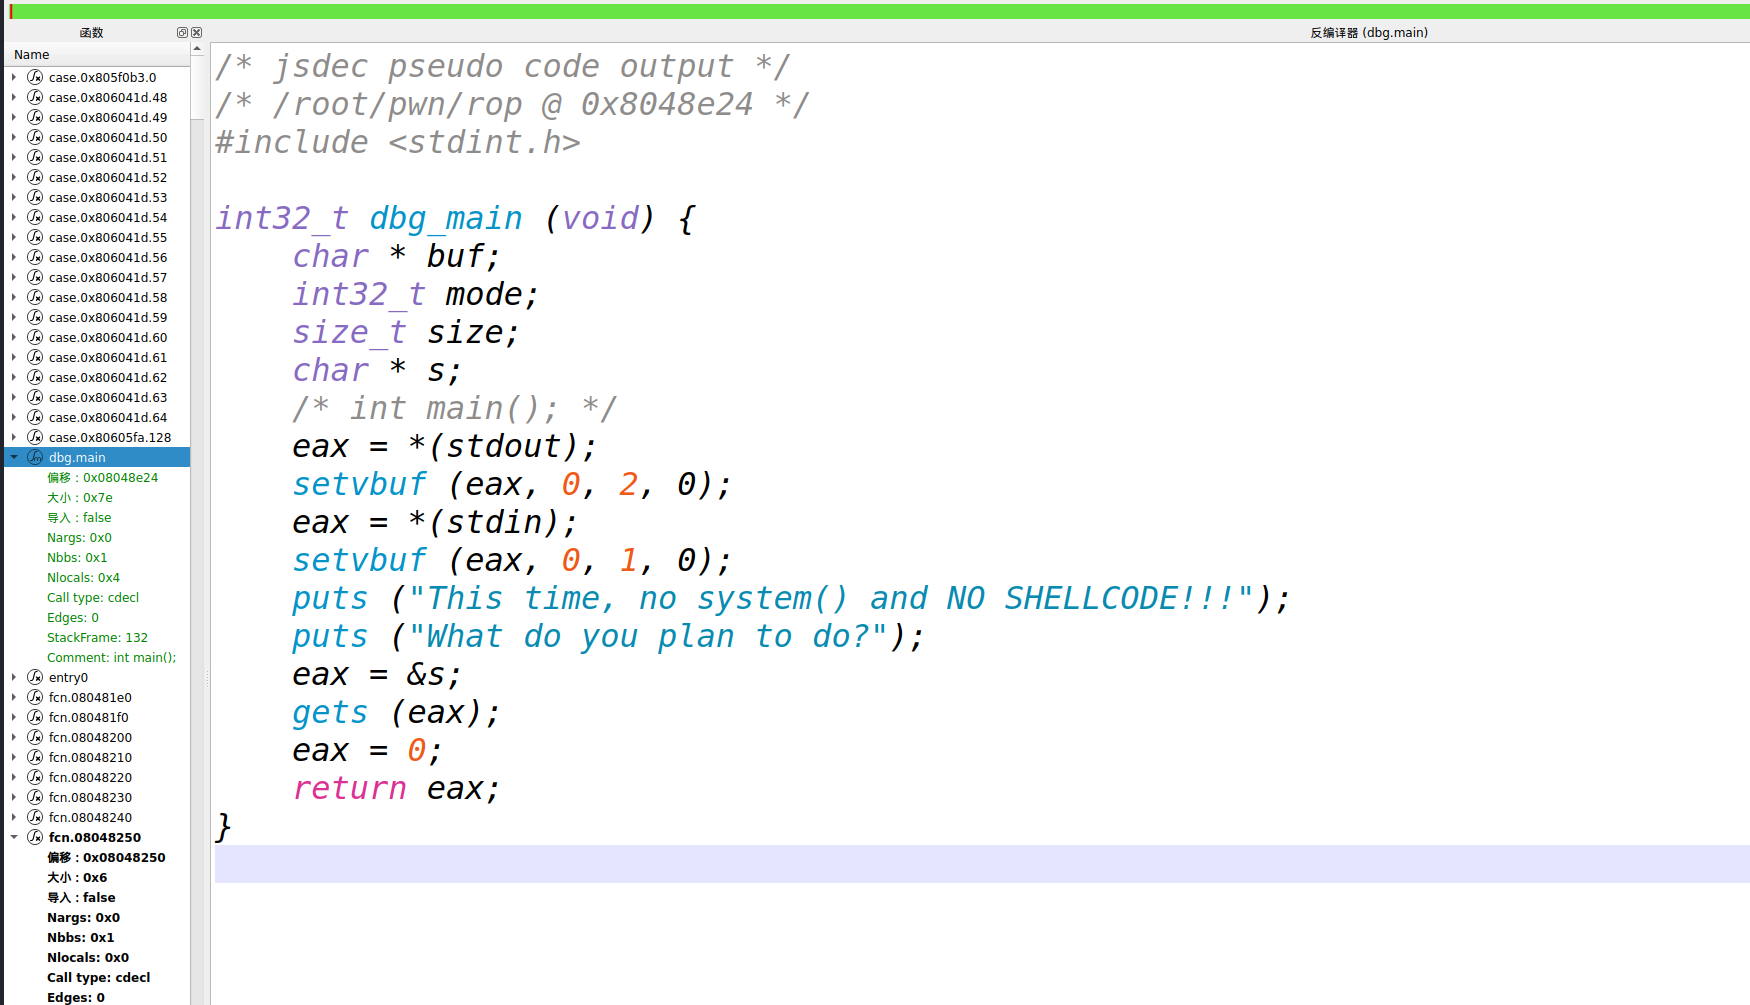 函数
Name
case.0x805f0b3.0
case.0x806041d.48
case.0x806041d.49
case.0x806041d.50
case.0x806041d.51
case.0x806041d.52
case.0x806041d.53
case.0x806041d.54
case.0x806041d.55
case.0x806041d.56
case.0x806041d.57
case.0x806041d.58
case.0x806041d.59
case.0x806041d.60
case.0x806041d.61
case.0x806041d.62
case.0x806041d.63
case.0x806041d.64
case.0x80605fa.128
dbg.main
偏移：0x08048e24
大小：0x7e
导入：false
Nargs: 0x0
Nbbs: 0x1
Nlocals: 0x4
Call type: cdecl
Edges: 0
StackFrame: 132
Comment: int main();
entry0
fcn.080481e0
fcn.080481f0
fcn.08048200
fcn.08048210
fcn.08048220
fcn.08048230
fcn.08048240
fcn.08048250
偏移：0x08048250
大小：0x6
导入：false
Nargs: 0x0
Nbbs: 0x1
Nlocals: 0x0
Call type: cdecl
Edges: 0
反编译器 (dbg.main)
/* jsdec pseudo code output */
/* /root/pwn/rop @ 0x8048e24 */
#include <stdint.h>
int32_t dbg_main (void) {
char * buf;
int32_t mode;
size_t size;
char * s;
/* int main(); */
eax = *(stdout);
setvbuf (eax, 0, 2, 0);
eax = *(stdin);
setvbuf (eax, 0, 1, 0);
puts ("This time, no system() and NO SHELLCODE!!!");
puts ("What do you plan to do?");
eax = &s;
gets (eax);
eax = 0;
return eax;
}